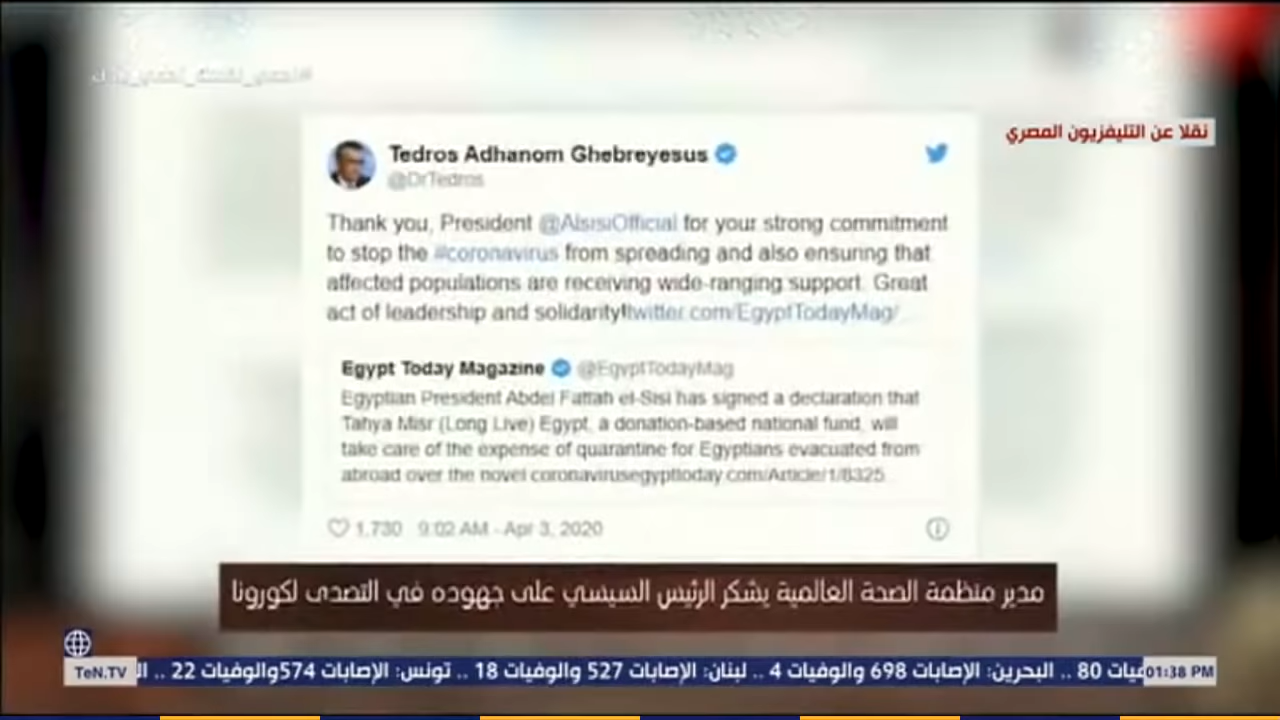 نقلا عن التليفزيون المصري
Tedros Adhanom Ghebreyesus
@DrTedros
Thank you, President @AlsisiOfficial for your strong commitment
to stop the #coronavirus from spreading and also ensuring that
affected populations are receiving wide-ranging support. Great
act of leadership and solidarity!twitter.com/EgyptTodayMag/...
Egypt Today Magazine @EgyptTodayMag
Egyptian President Abdel Fattah el-Sisi has signed a declaration that
Tahya Misr (Long Live) Egypt, a donation-based national fund, will
take care of the expense of quarantine for Egyptians evacuated from
abroad over the novel coronavirusegypttoday.com/Article/1/8325...
1,730 9:02 AM - Apr 3, 2020
مدير منظمة الصحة العالمية يشكر الرئيس السيسي على جهوده في التصدى لكورونا
TeN.TV
يات 80 .. البحرين: الإصابات 698 والوفيات 4 .. لبنان: الإصابات 527 والوفيات 18 .. تونس: الإصابات 574والوفيات 22 .. ال
01:38 PM